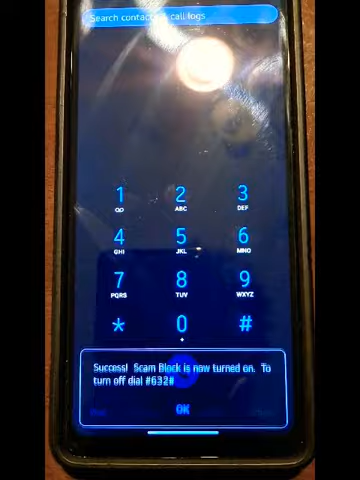 Search contacts & call logs
1
2
ABC
3
DEF
4
GHI
5
JKL
6
MNO
7
PQRS
8
TUV
9
WXYZ
*
0
+
#
Success! Scam Block is now turned on. To
turn off dial #632#
OK